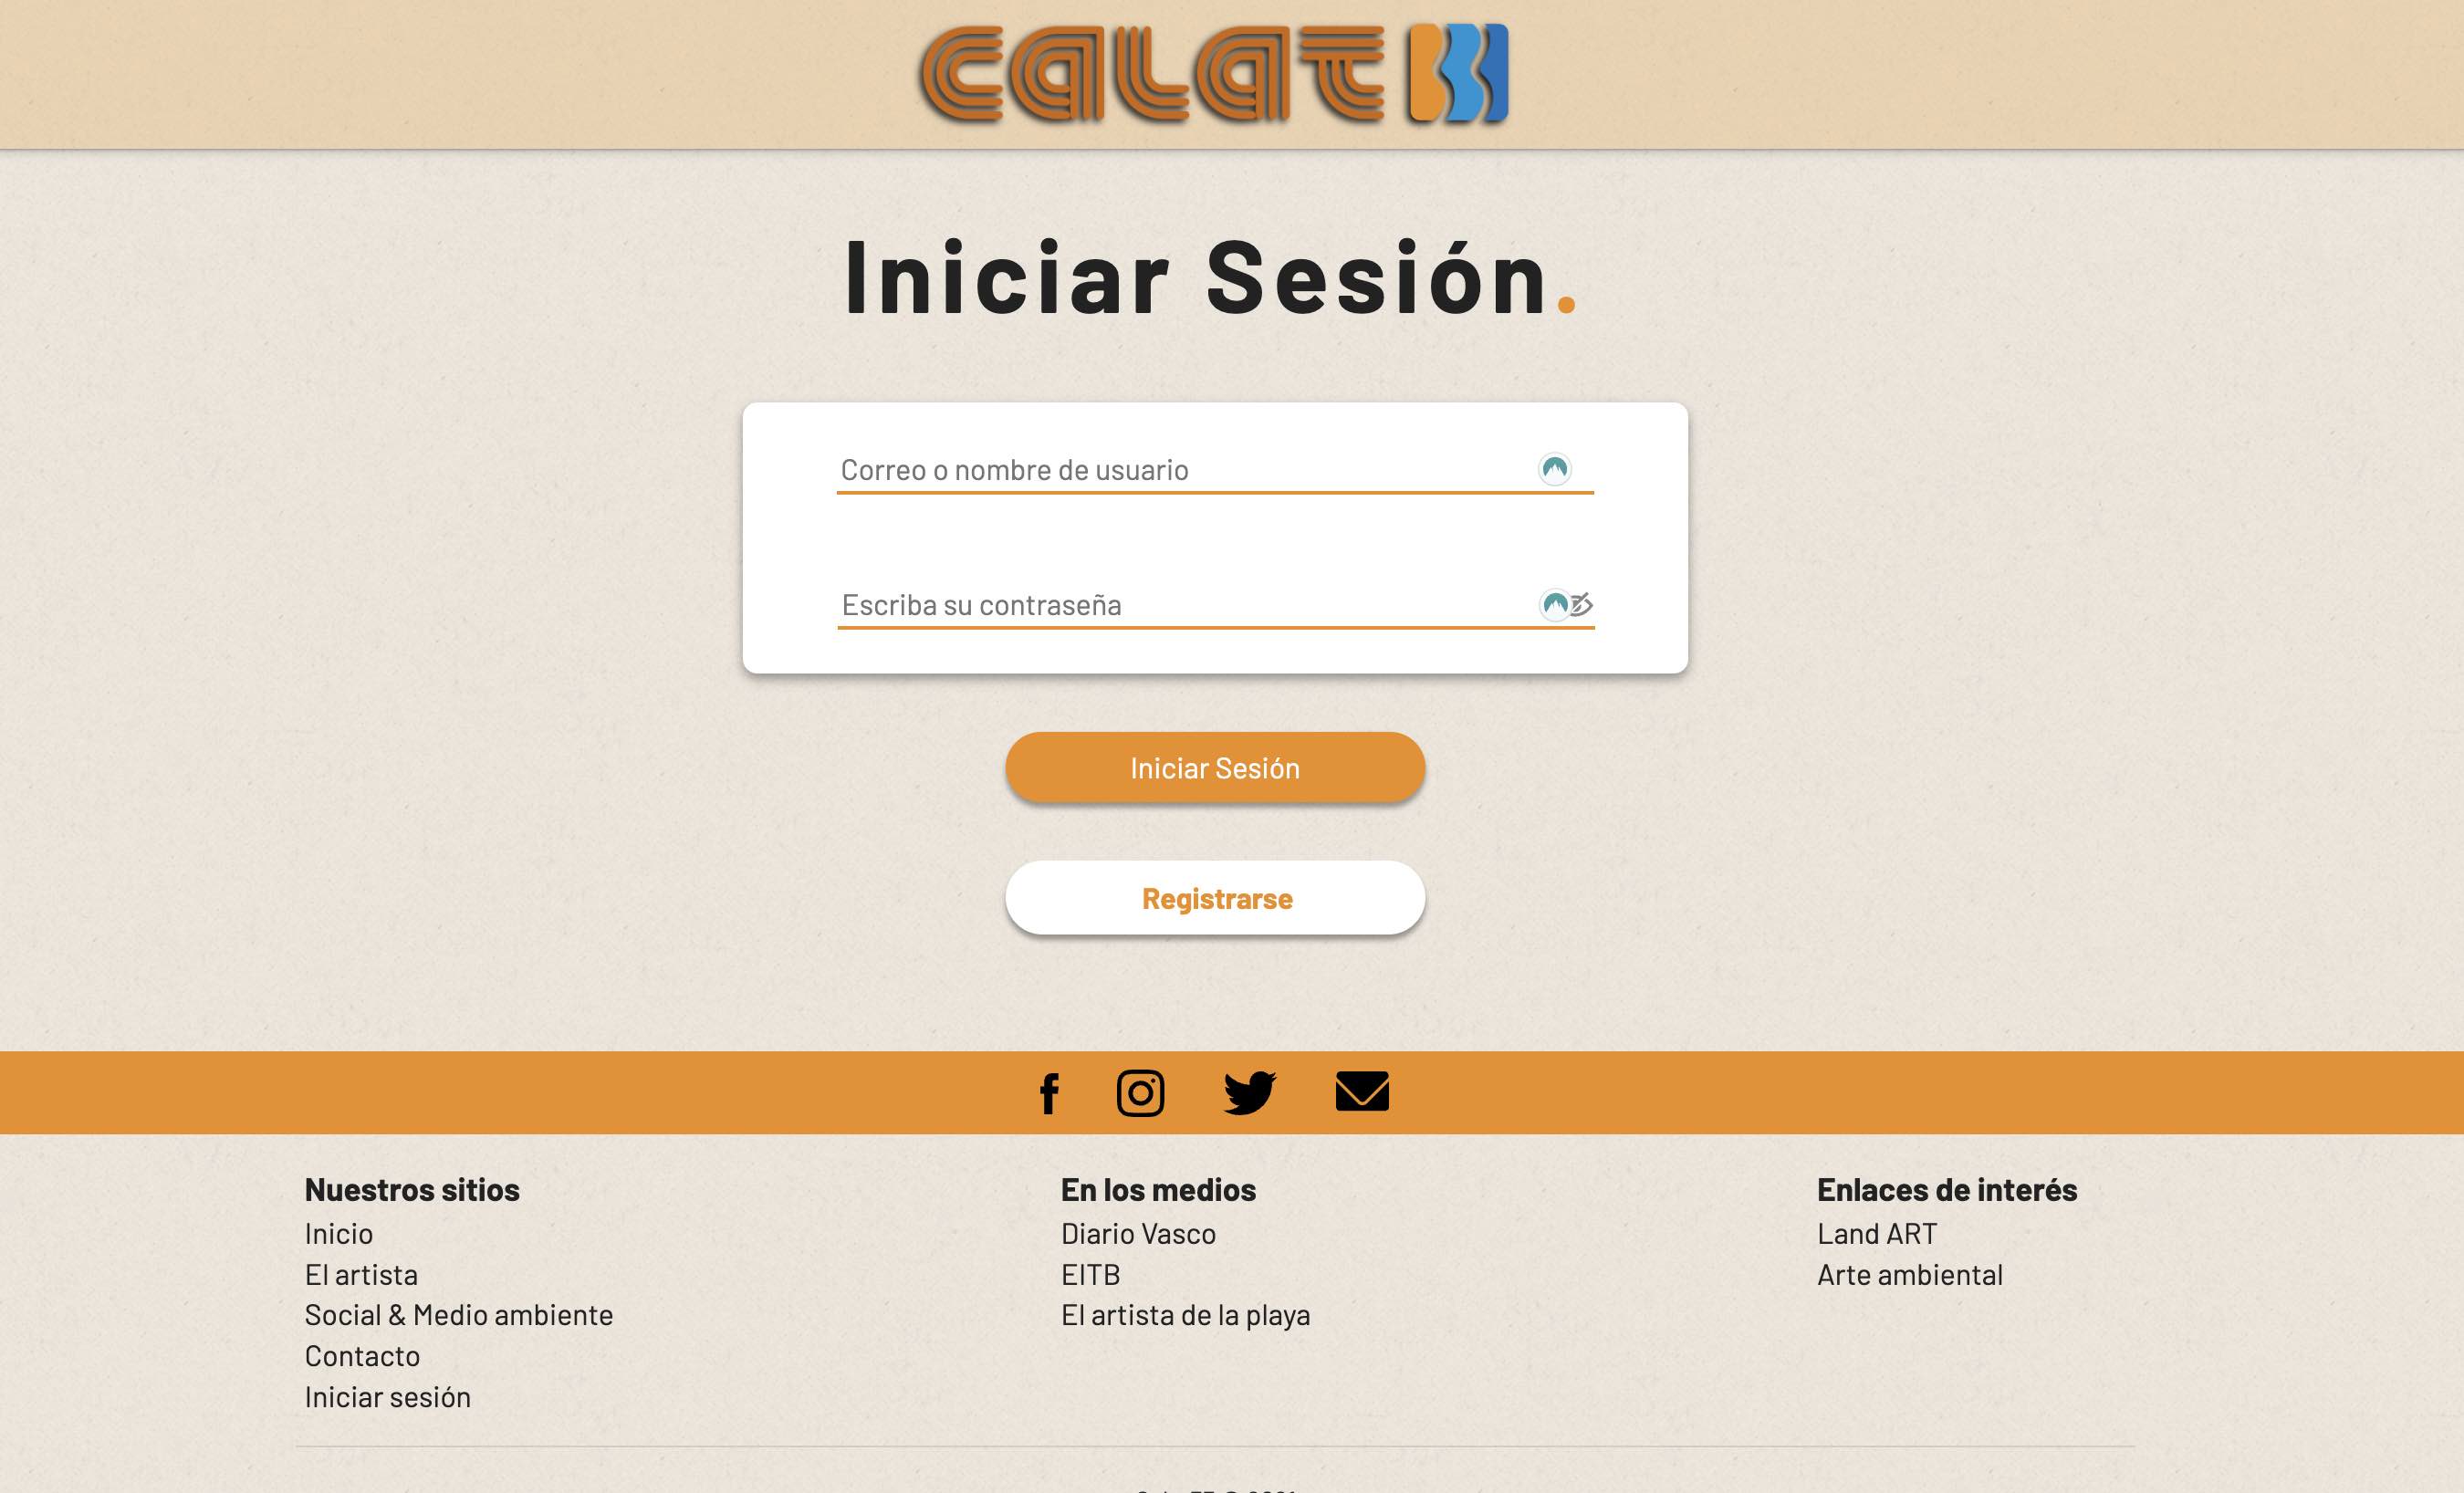 calat
Iniciar Sesión.
Correo o nombre de usuario
Escriba su contraseña
Iniciar Sesión
Registrarse
Nuestros sitios
Inicio
El artista
Social & Medio ambiente
Contacto
Iniciar sesión
En los medios
Diario Vasco
EITB
El artista de la playa
Enlaces de interés
Land ART
Arte ambiental